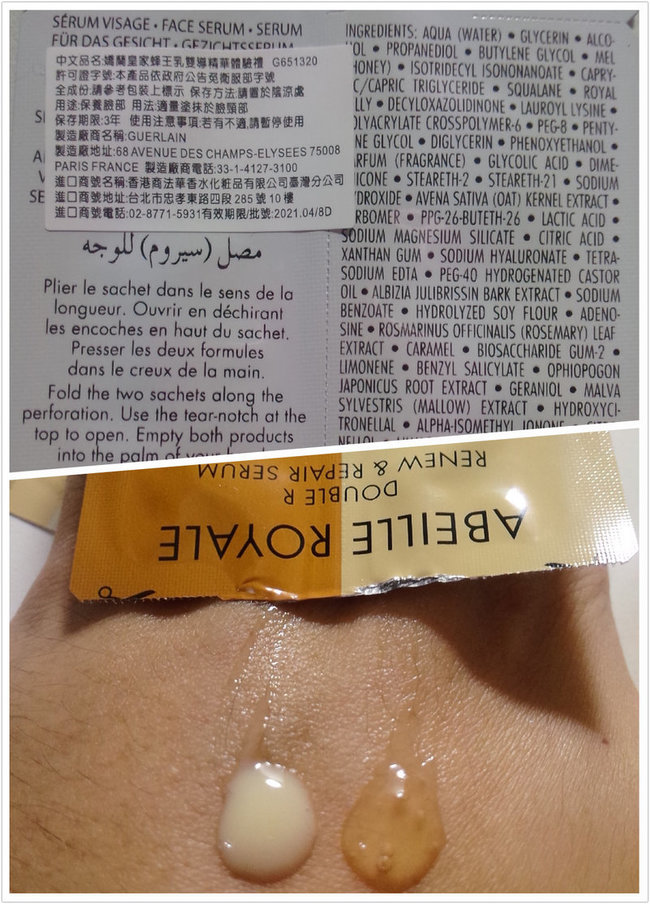 SÉRUM VISAGE • FACE SERUM • SERUM
FÜR DAS GESICHT • GEZICHTSSERUM
中文品名:嬌蘭皇家蜂王乳雙導精華體驗禮 G651320
許可證字號:本產品依政府公告免衛服部字號
全成份:請參考包裝上標示 保存方法:請置於陰涼處
用途:保養臉部 用法:適量塗抹於臉頸部
保存期限:3年 使用注意事項:若有不適,請暫停使用
製造廠商名稱:GUERLAIN
製造廠地址:68 AVENUE DES CHAMPS-ELYSEES 75008
PARIS FRANCE 製造廠商電話:33-1-4127-3100
進口商號名稱:香港商法華香水化粧品有限公司臺灣分公司
進口商號地址:台北市忠孝東路四段 285 號 10 樓
進口商號電話:02-8771-5931有效期限/批號:2021.04/8D
مصل (سيروم) للوجه
Plier le sachet dans le sens de la
longueur. Ouvrir en déchirant
les encoches en haut du sachet.
Presser les deux formules
dans le creux de la main.
Fold the two sachets along the
perforation. Use the tear-notch at the
top to open. Empty both products
into the palm of your
INGREDIENTS: AQUA (WATER) • GLYCERIN • ALCO-
HOL • PROPANEDIOL • BUTYLENE GLYCOL • MEL
(HONEY) • ISOTRIDECYL ISONONANOATE • CAPRY-
C/CAPRIC TRIGLYCERIDE • SQUALANE • ROYAL
LLY • DECYLOXAZOLIDINONE • LAUROYL LYSINE •
OLYACRYLATE CROSSPOLYMER-6 • PEG-8 • PENTY-
NE GLYCOL • DIGLYCERIN • PHENOXYETHANOL •
ARFUM (FRAGRANCE) • GLYCOLIC ACID • DIME-
ICONE • STEARETH-2 • STEARETH-21 • SODIUM
YDROXIDE • AVENA SATIVA (OAT) KERNEL EXTRACT •
RBOMER • PPG-26-BUTETH-26 • LACTIC ACID •
SODIUM MAGNESIUM SILICATE • CITRIC ACID •
XANTHAN GUM • SODIUM HYALURONATE • TETRA-
SODIUM EDTA • PEG-40 HYDROGENATED CASTOR
OIL • ALBIZIA JULIBRISSIN BARK EXTRACT • SODIUM
BENZOATE • HYDROLYZED SOY FLOUR • ADENO-
SINE • ROSMARINUS OFFICINALIS (ROSEMARY) LEAF
EXTRACT • CARAMEL • BIOSACCHARIDE GUM-2 •
LIMONENE • BENZYL SALICYLATE • OPHIOPOGON
JAPONICUS ROOT EXTRACT • GERANIOL • MALVA
SYLVESTRIS (MALLOW) EXTRACT • HYDROXYCI-
TRONELLAL • ALPHA-ISOMETHYL IONONE •
ABEILLE ROYALE
DOUBLE R
RENEW & REPAIR SERUM